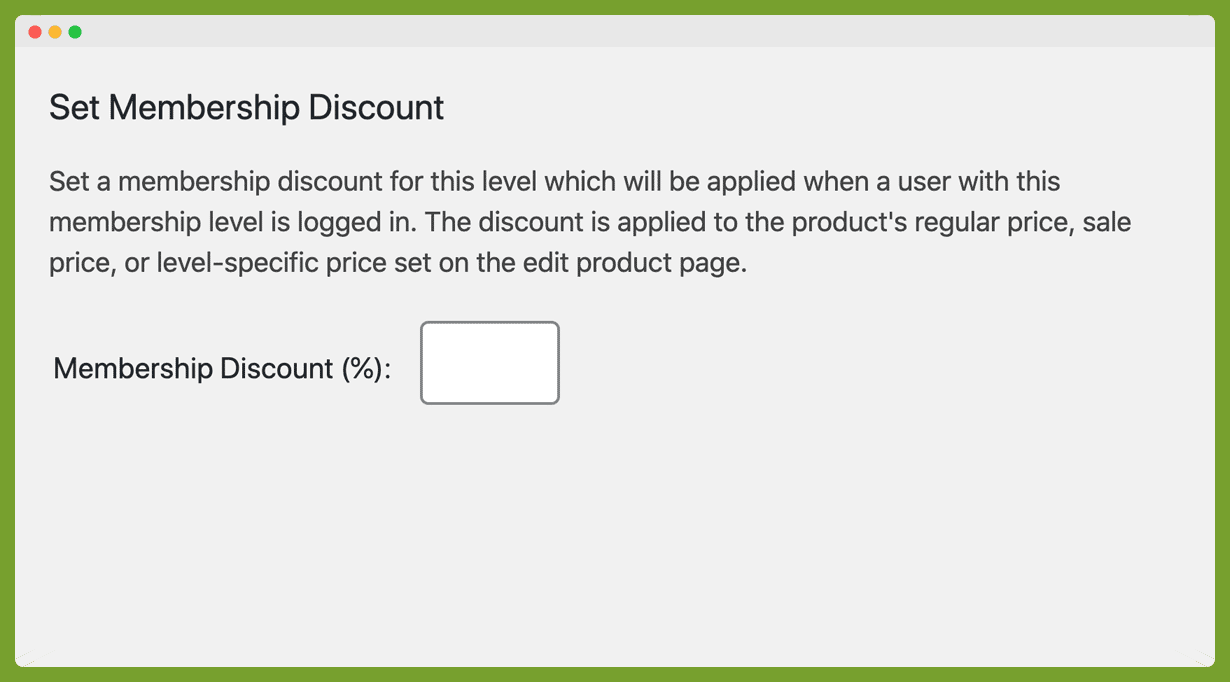 Set Membership Discount
Set a membership discount for this level which will be applied when a user with this
membership level is logged in. The discount is applied to the product's regular price, sale
price, or level-specific price set on the edit product page.
Membership Discount (%):